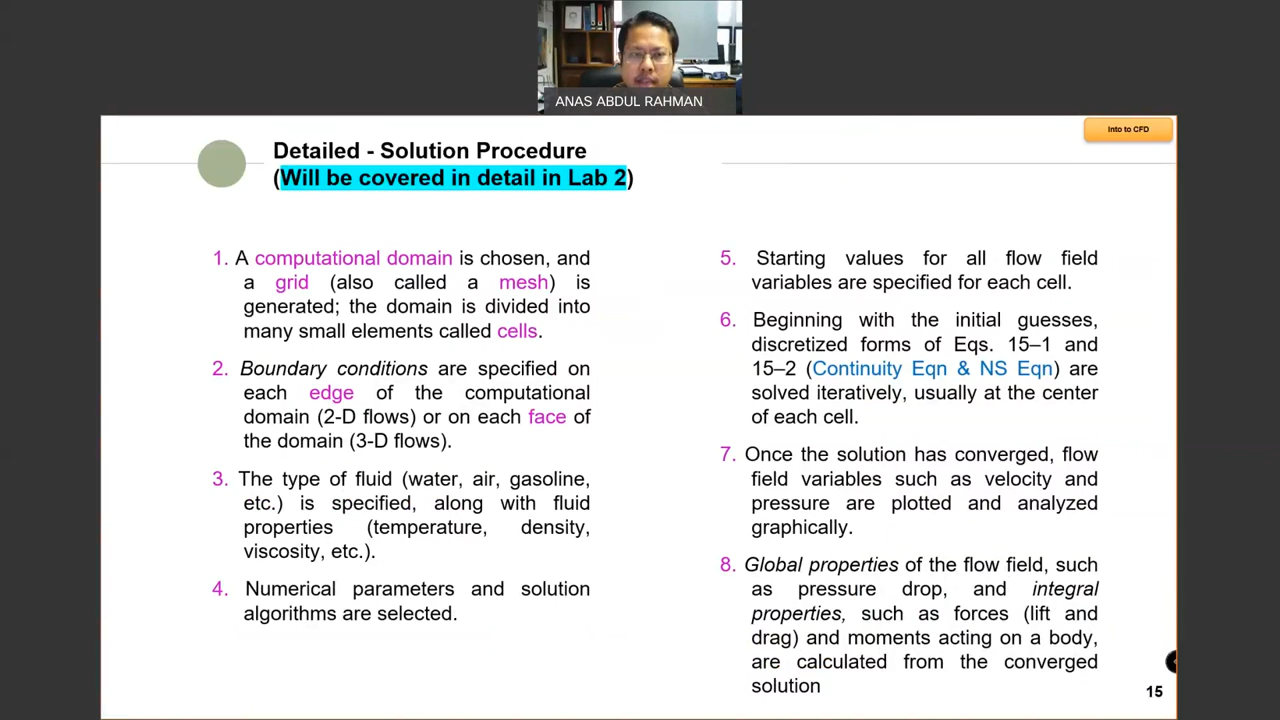 ANAS ABDUL RAHMAN
Into to CFD
Detailed - Solution Procedure
(Will be covered in detail in Lab 2)
1. A computational domain is chosen, and
a grid (also called a mesh) is
generated; the domain is divided into
many small elements called cells.
2. Boundary conditions are specified on
each edge of the computational
domain (2-D flows) or on each face of
the domain (3-D flows).
3. The type of fluid (water, air, gasoline,
etc.) is specified, along with fluid
properties (temperature, density,
viscosity, etc.).
4. Numerical parameters and solution
algorithms are selected.
5. Starting values for all flow field
variables are specified for each cell.
6. Beginning with the initial guesses,
discretized forms of Eqs. 15–1 and
15–2 (Continuity Eqn & NS Eqn) are
solved iteratively, usually at the center
of each cell.
7. Once the solution has converged, flow
field variables such as velocity and
pressure are plotted and analyzed
graphically.
8. Global properties of the flow field, such
as pressure drop, and integral
properties, such as forces (lift and
drag) and moments acting on a body,
are calculated from the converged
solution
15